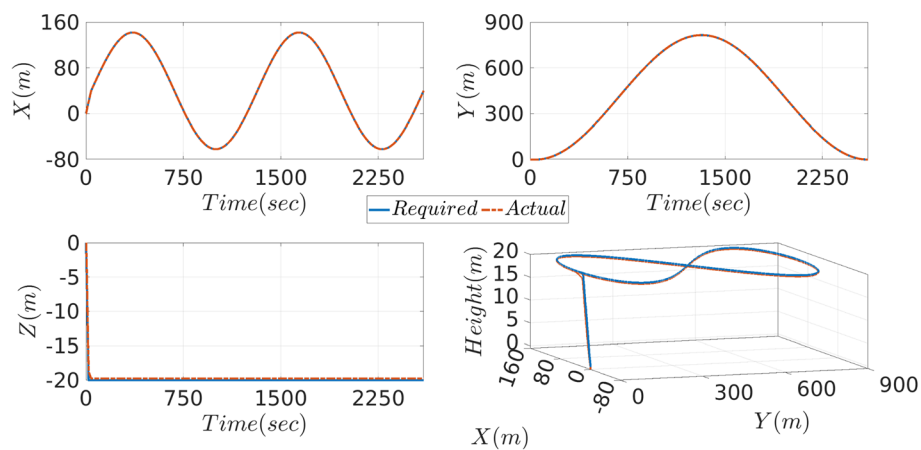 160
80
0
-80
X(m)
0 750 1500 2250
Time(sec)
900
600
300
0
Y(m)
0 750 1500 2250
Time(sec)
Required Actual
0
-5
-10
-15
-20
Z(m)
0 750 1500 2250
Time(sec)
20
15
10
5
0
Height(m)
160
80
0
-80
X(m)
0 300 600 900
Y(m)